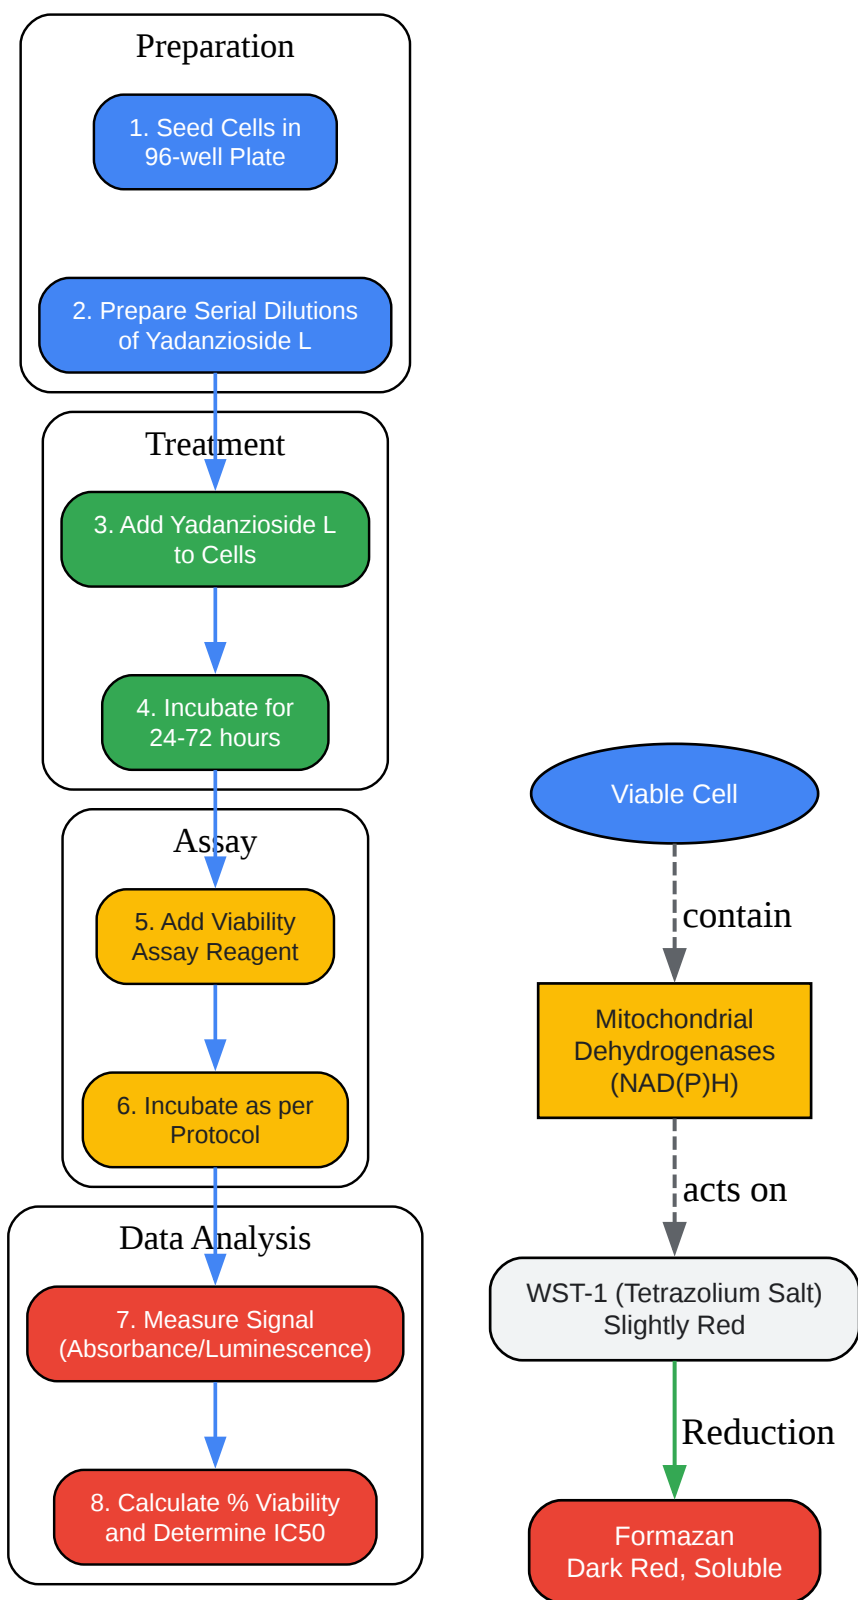 Preparation
1. Seed Cells in
96-well Plate
2. Prepare Serial Dilutions
of Yadanzioside L
Treatment
3. Add Yadanzioside L
to Cells
4. Incubate for
24-72 hours
Assay
5. Add Viability
Assay Reagent
6. Incubate as per
Protocol
Data Analysis
7. Measure Signal
(Absorbance/Luminescence)
8. Calculate % Viability
and Determine IC50
Viable Cell
contain
Mitochondrial
Dehydrogenases
(NAD(P)H)
acts on
WST-1 (Tetrazolium Salt)
Slightly Red
Reduction
Formazan
Dark Red, Soluble